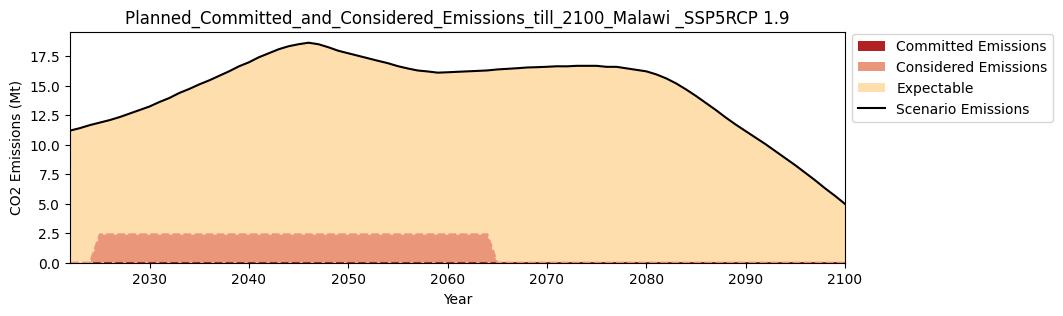 Planned_Committed_and_Considered_Emissions_till_2100_Malawi _SSP5RCP 1.9
CO2 Emissions (Mt)
17.5
15.0
12.5
10.0
7.5
5.0
2.5
0.0
2030 2040 2050 2060 2070 2080 2090 2100
Year
Committed Emissions
Considered Emissions
Expectable
Scenario Emissions